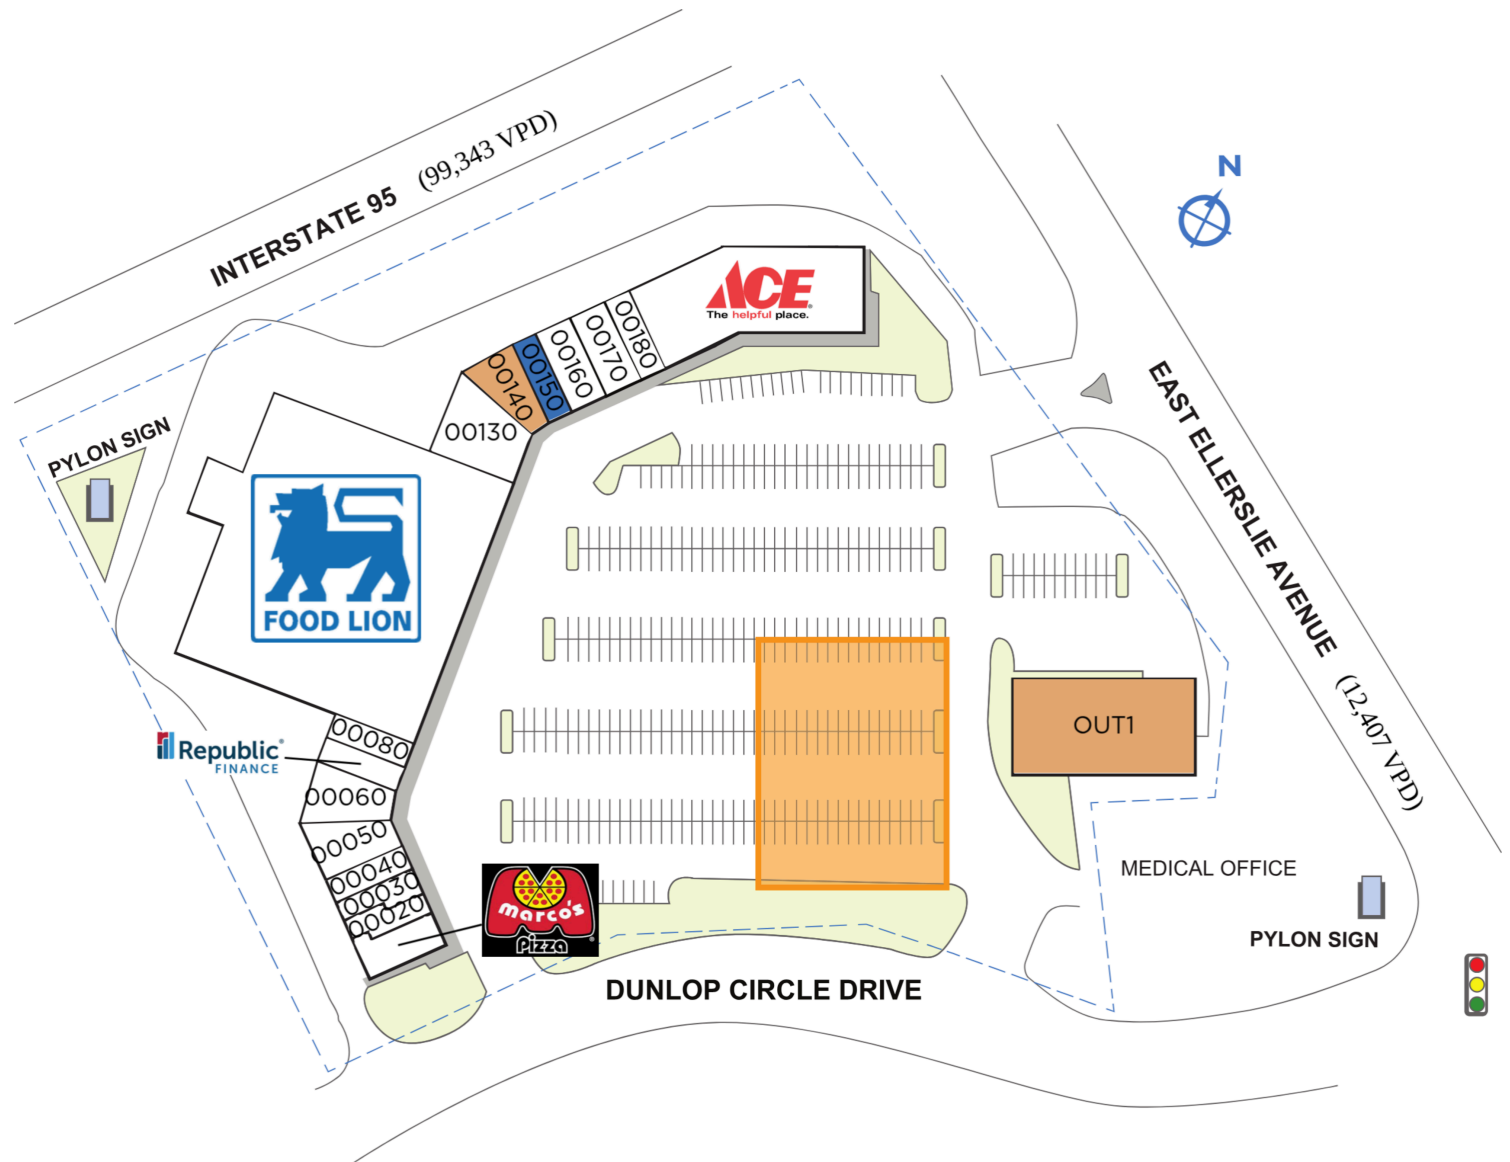 INTERSTATE 95 (99,343 VPD)
N
ACE
The helpful place.
00180
00170
00160
00150
00140
00130
PYLON SIGN
FOOD LION
EAST ELLERSLIE AVENUE (12,407 VPD)
00080
Republic
FINANCE
00060
00050
00040
00030
00020
marco's
Pizza
OUT1
MEDICAL OFFICE
PYLON SIGN
DUNLOP CIRCLE DRIVE